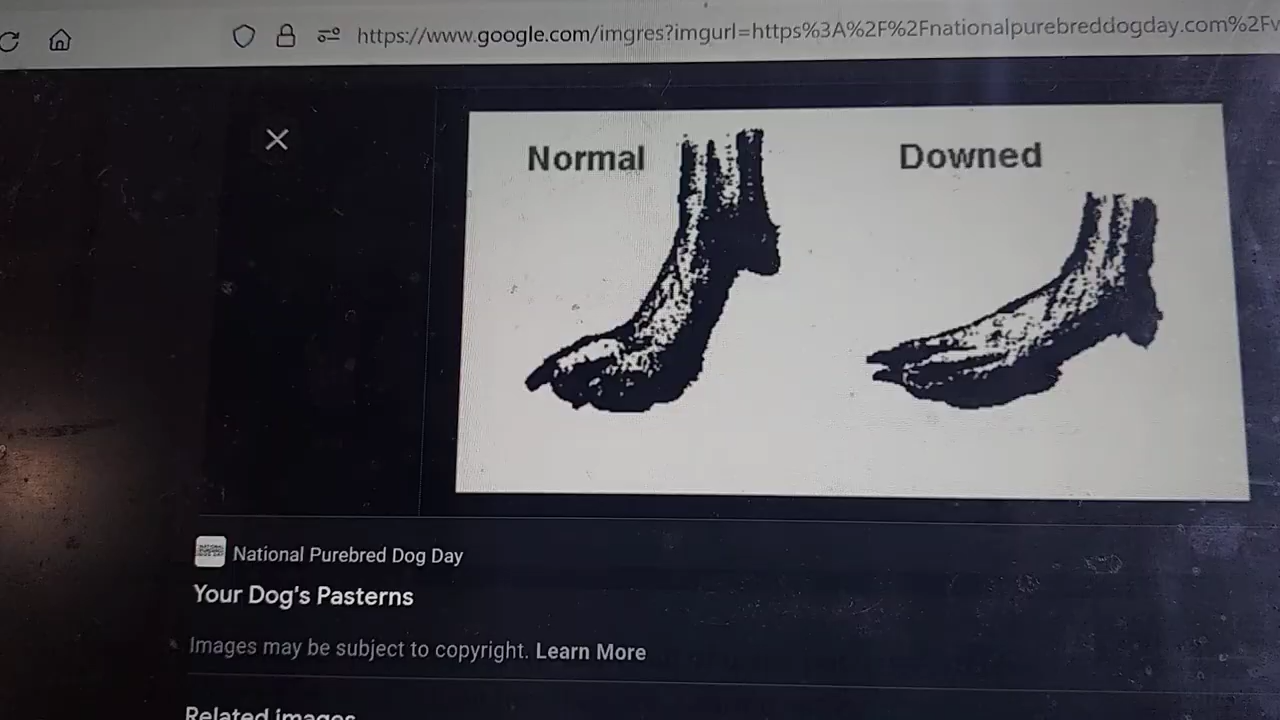 https://www.google.com/imgres?imgurl=https%3A%2F%2Fnationalpurebreddogday.com%2Fv
Normal
Downed
National Purebred Dog Day
Your Dog's Pasterns
Images may be subject to copyright. Learn More
Related images